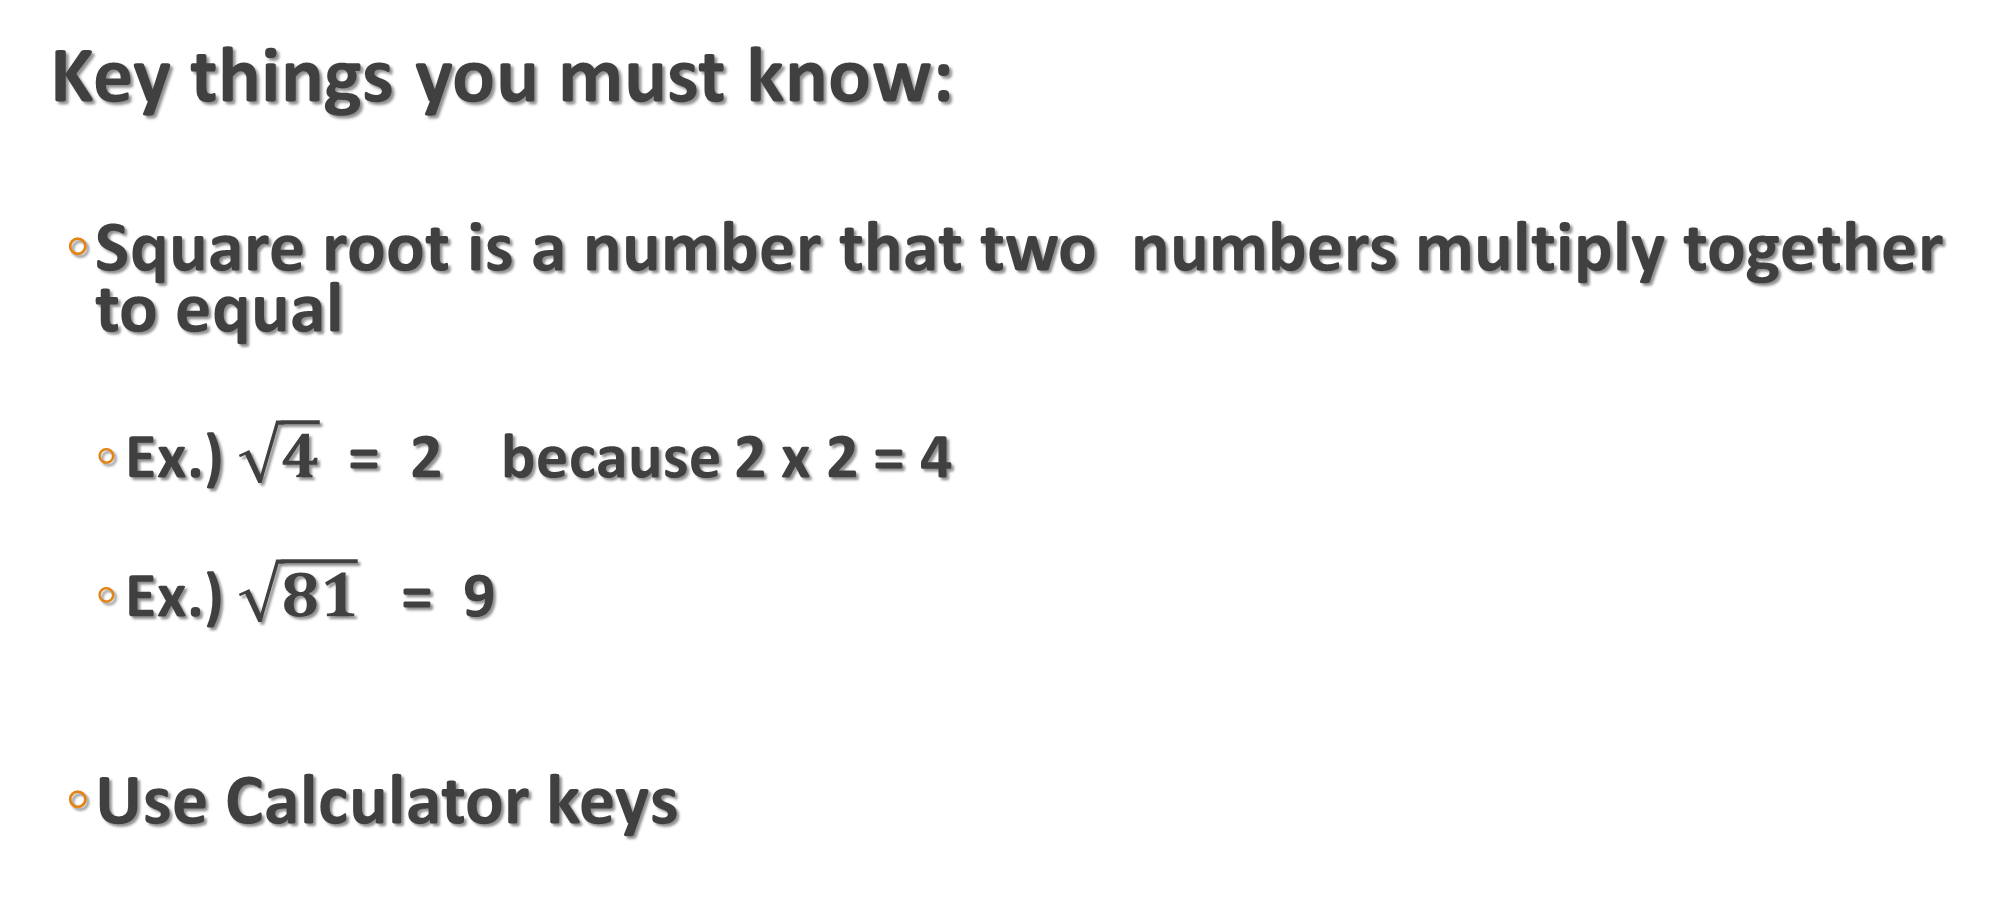 Key things you must know:
◦Square root is a number that two  numbers multiply together
to equal
◦Ex.) √4 = 2 because 2 x 2 = 4
◦Ex.) √81 = 9
◦Use Calculator keys